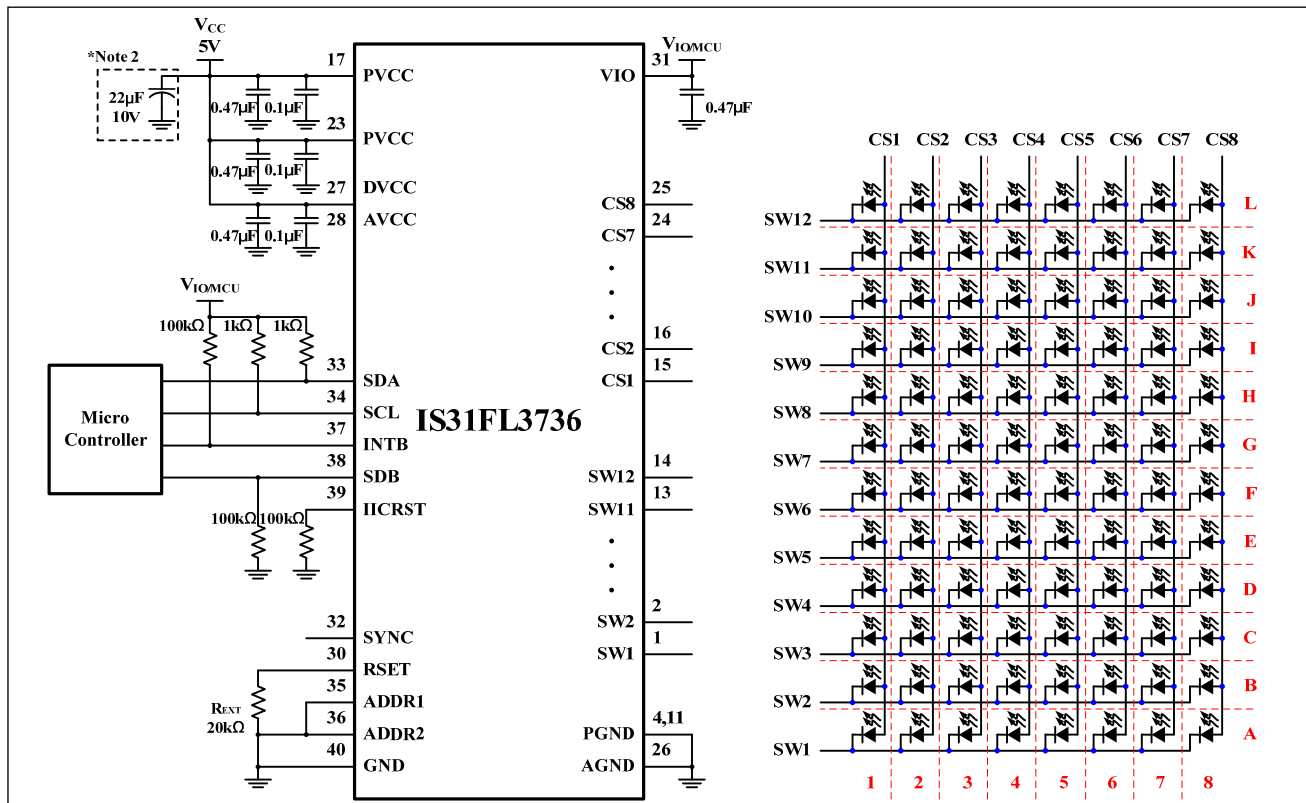 *Note 2
VCC
5V
22µF
10V
0.47µF
0.1µF
0.47µF
0.1µF
0.47µF
0.1µF
17
PVCC
23
PVCC
27
DVCC
28
AVCC
VIO/MCU
100kΩ
1kΩ
1kΩ
Micro
Controller
33
SDA
34
SCL
37
INTB
38
SDB
39
IICRST
100kΩ
100kΩ
32
SYNC
30
RSET
35
ADDR1
36
ADDR2
40
GND
REXT
20kΩ
IS31FL3736
VIO/MCU
31
VIO
0.47µF
25
CS8
24
CS7
16
CS2
15
CS1
14
SW12
13
SW11
2
SW2
1
SW1
4,11
PGND
26
AGND
CS1 CS2 CS3 CS4 CS5 CS6 CS7 CS8
SW12 L
SW11 K
SW10 J
SW9 I
SW8 H
SW7 G
SW6 F
SW5 E
SW4 D
SW3 C
SW2 B
SW1 A
1 2 3 4 5 6 7 8